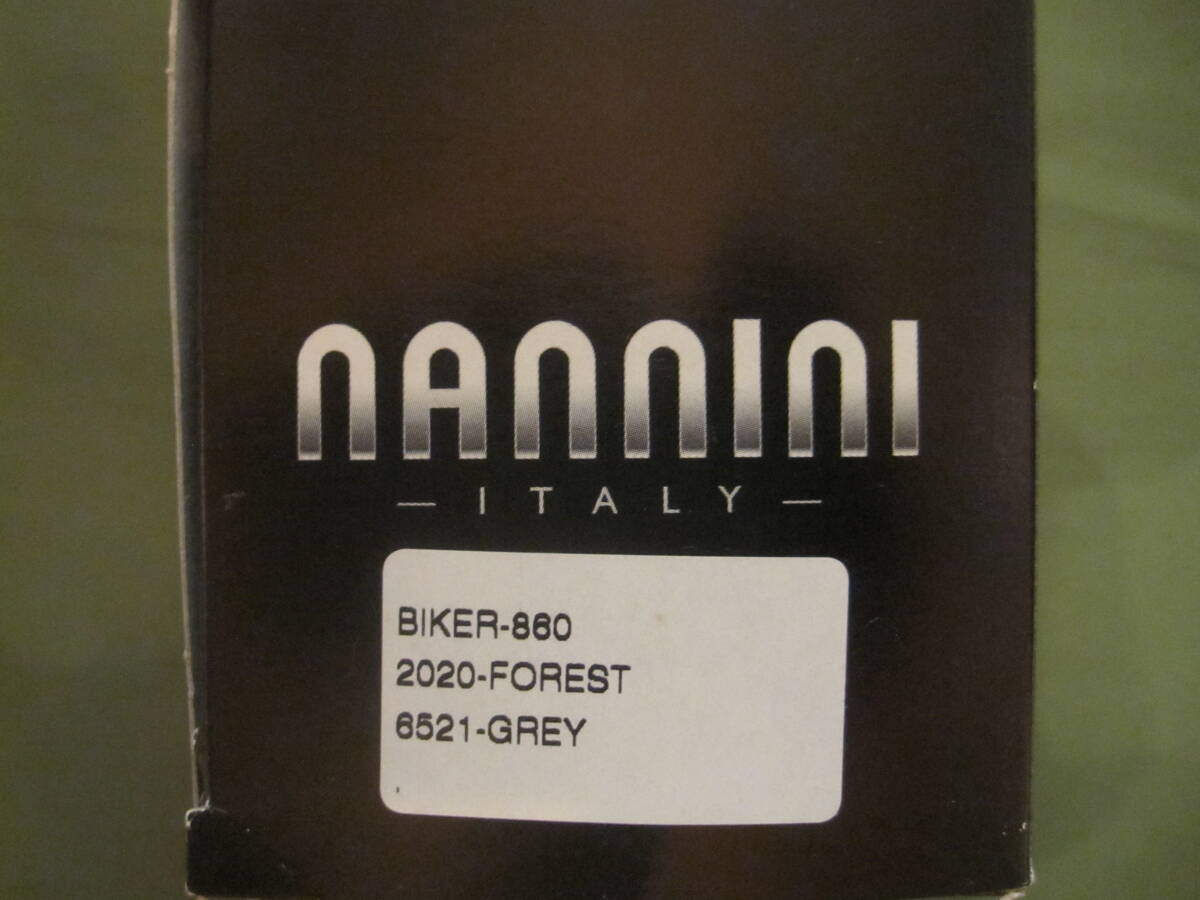 NANNINI
— ITALY —
BIKER-860
2020-FOREST
6521-GREY